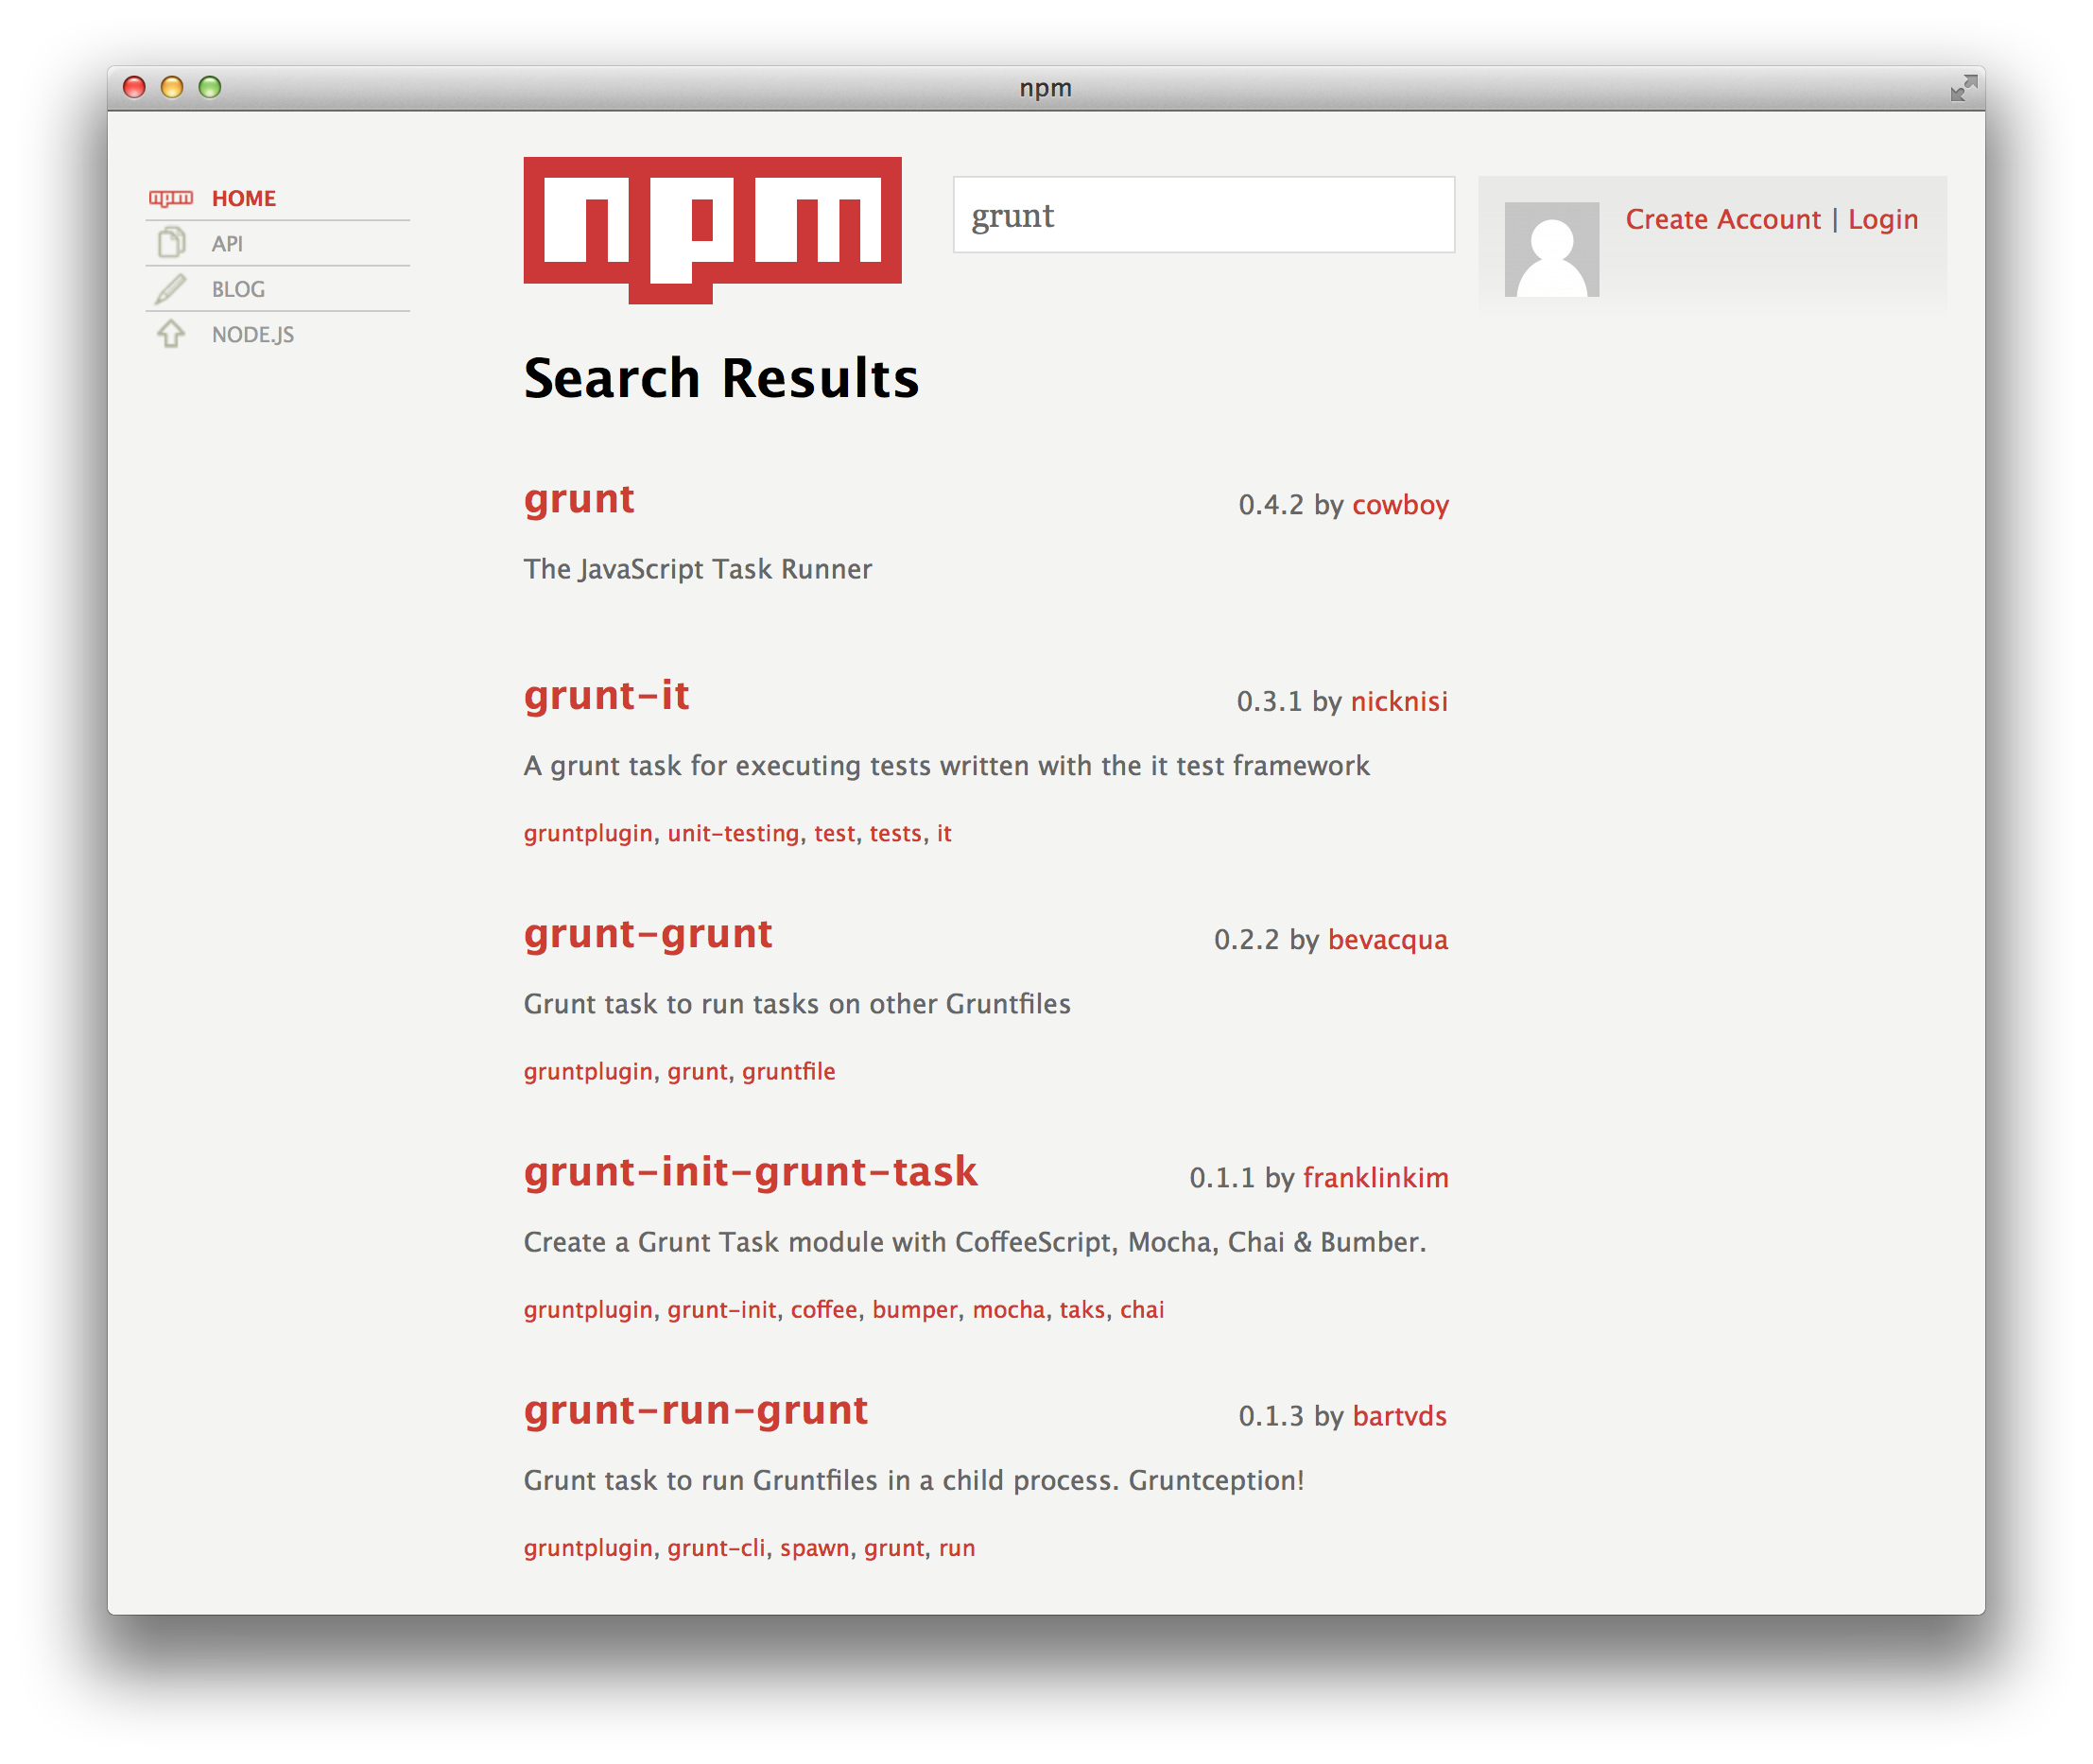 npm
HOME
API
BLOG
NODE.JS
npm
grunt
Create Account | Login
Search Results
grunt
0.4.2 by cowboy
The JavaScript Task Runner
grunt-it
0.3.1 by nicknisi
A grunt task for executing tests written with the it test framework
gruntplugin, unit-testing, test, tests, it
grunt-grunt
0.2.2 by bevacqua
Grunt task to run tasks on other Gruntfiles
gruntplugin, grunt, gruntfile
grunt-init-grunt-task
0.1.1 by franklinkim
Create a Grunt Task module with CoffeeScript, Mocha, Chai & Bumber.
gruntplugin, grunt-init, coffee, bumper, mocha, taks, chai
grunt-run-grunt
0.1.3 by bartvds
Grunt task to run Gruntfiles in a child process. Gruntception!
gruntplugin, grunt-cli, spawn, grunt, run